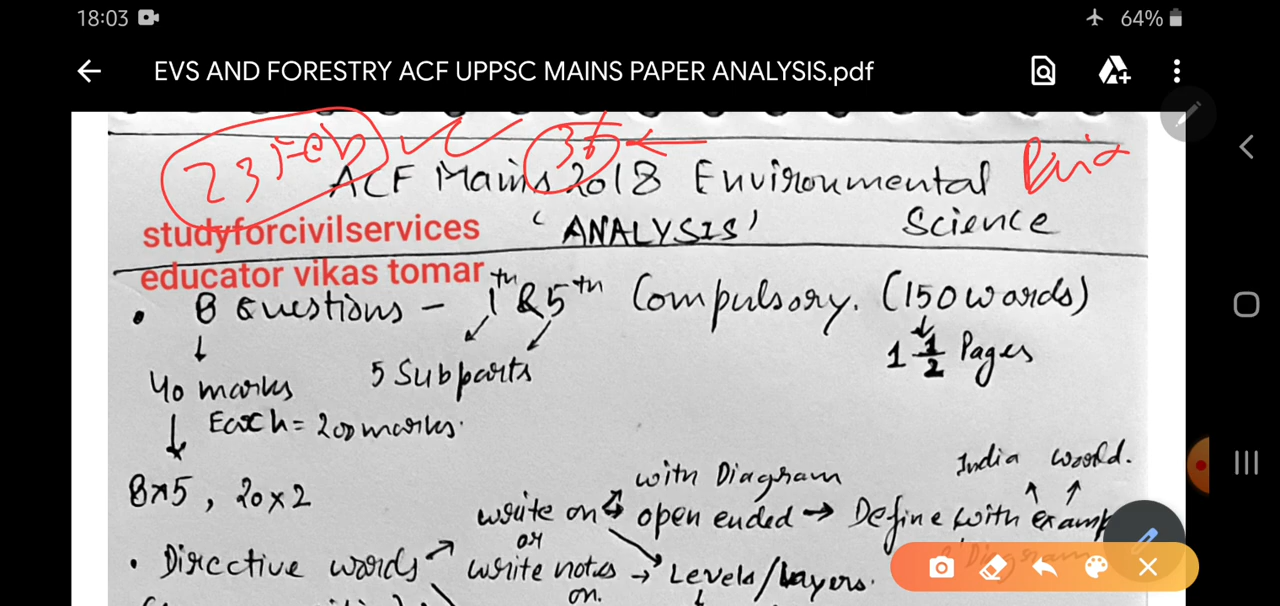 18:03
64%
EVS AND FORESTRY ACF UPPSC MAINS PAPER ANALYSIS.pdf
23 Feb
36
ACF Mains 2018 Environmental Science
'ANALYSIS'
studyforcivilservices
educator vikas tomar
• 8 Questions – 1th & 5th Compulsory. (150 words)
1 1/2 Pages
5 Subparts
40 marks
Each = 200 marks.
8x5, 20x2
India world.
with Diagram
write on open ended → Define with examp
or
• Directive words write notes → Levels/Layers.
on.